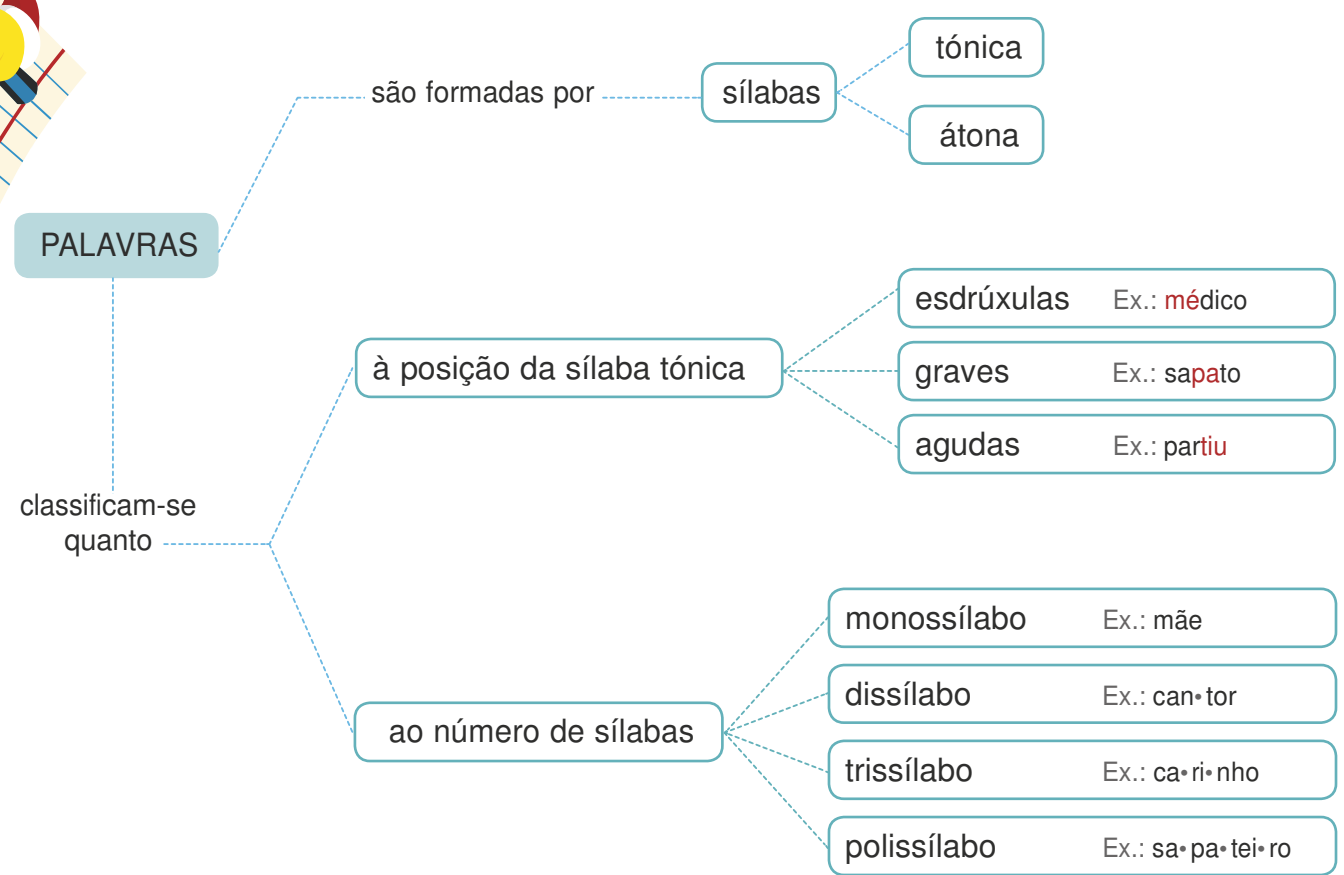 tónica
são formadas por sílabas
átona
PALAVRAS
esdrúxulas Ex.: médico
à posição da sílaba tónica
graves Ex.: sapato
agudas Ex.: partiu
classificam-se
quanto
monossílabo Ex.: mãe
dissílabo Ex.: can•tor
ao número de sílabas
trissílabo Ex.: ca•ri•nho
polissílabo Ex.: sa•pa•tei•ro